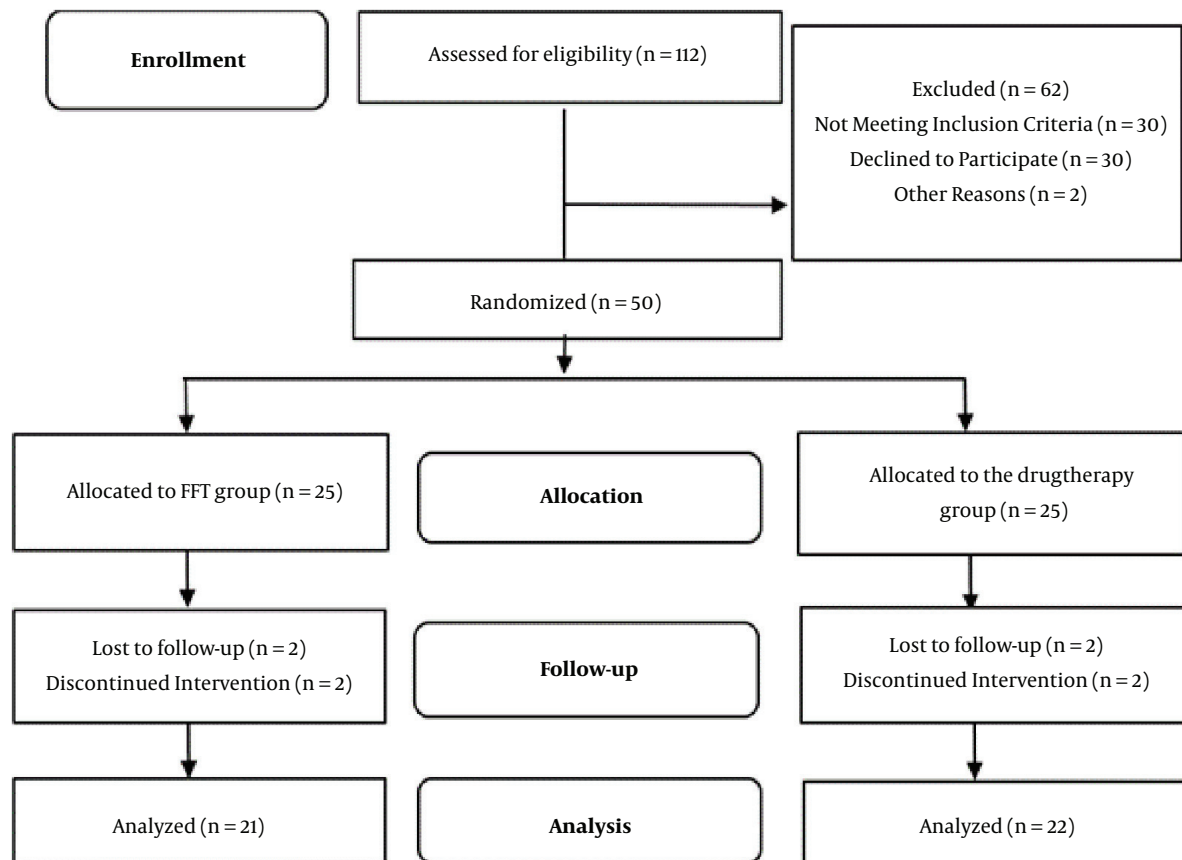 Enrollment
Assessed for eligibility (n = 112)
Excluded (n = 62)
Not Meeting Inclusion Criteria (n = 30)
Declined to Participate (n = 30)
Other Reasons (n = 2)
Randomized (n = 50)
Allocated to FFT group (n = 25)
Allocation
Allocated to the drugtherapy
group (n = 25)
Lost to follow-up (n = 2)
Discontinued Intervention (n = 2)
Follow-up
Lost to follow-up (n = 2)
Discontinued Intervention (n = 2)
Analyzed (n = 21)
Analysis
Analyzed (n = 22)